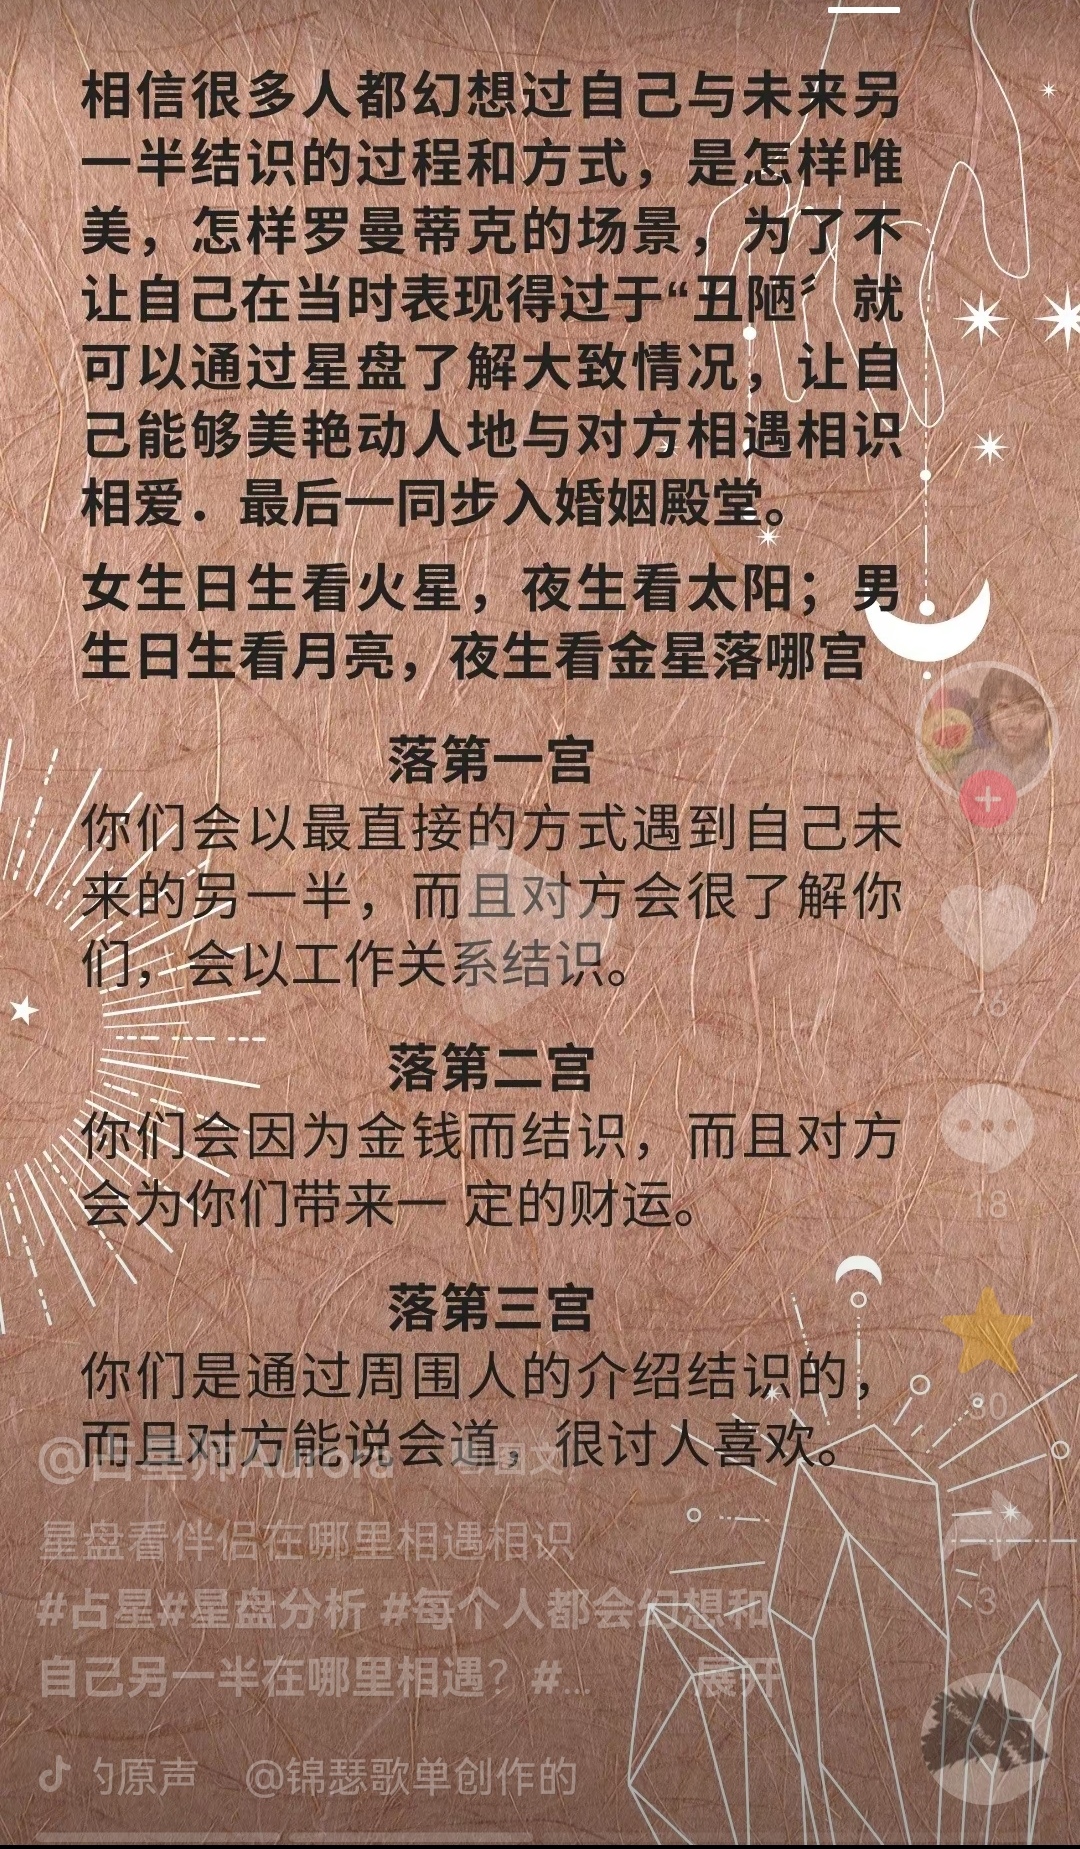 相信很多人都幻想过自己与未来另
一半结识的过程和方式，是怎样唯
美，怎样罗曼蒂克的场景，为了不
让自己在当时表现得过于“丑陋〞就
可以通过星盘了解大致情况，让自
己能够美艳动人地与对方相遇相识
相爱．最后一同步入婚姻殿堂。
女生日生看火星，夜生看太阳；男
生日生看月亮，夜生看金星落哪宫
落第一宫
你们会以最直接的方式遇到自己未
来的另一半，而且对方会很了解你
们，会以工作关系结识。
落第二宫
你们会因为金钱而结识，而且对方
会为你们带来一 定的财运。
落第三宫
你们是通过周围人的介绍结识的，
而且对方能说会道，很讨人喜欢。
76
18
30
3
@占星师Aurora
星盘看伴侣在哪里相遇相识
#占星#星盘分析 #每个人都会幻想和
自己另一半在哪里相遇？#... 展开
的原声 @锦瑟歌单创作的